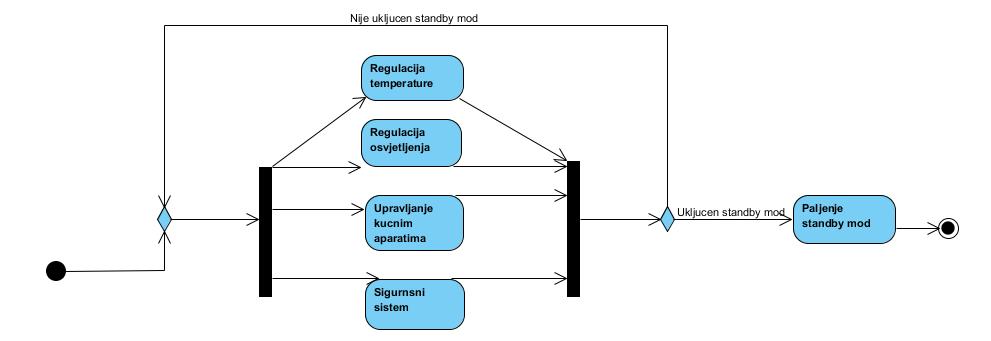 Nije ukljucen standby mod
Regulacija
temperature
Regulacija
osvjetljenja
Upravljanje
kucnim
aparatima
Sigurnsni
sistem
Ukljucen standby mod
Paljenje
standby mod